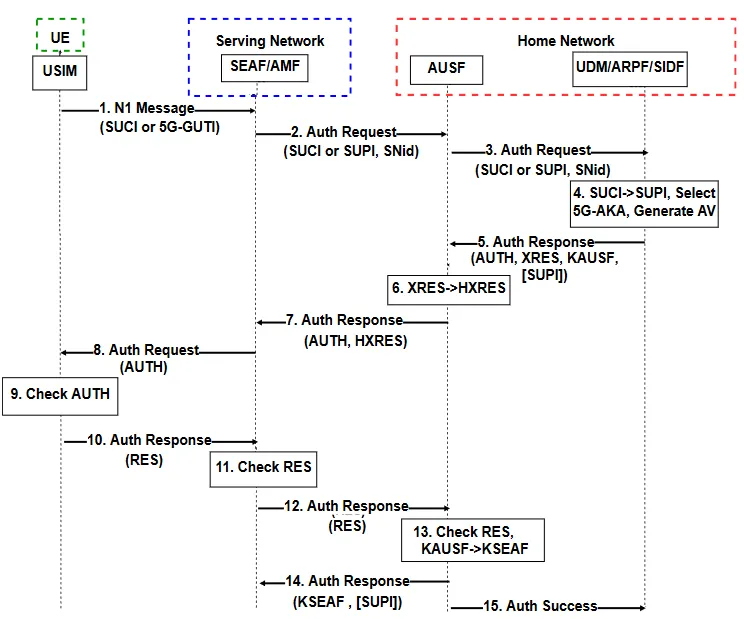 UE
Serving Network
Home Network
USIM
SEAF/AMF
AUSF
UDM/ARPF/SIDF
1. N1 Message
(SUCI or 5G-GUTI)
2. Auth Request
(SUCI or SUPI, SNid)
3. Auth Request
(SUCI or SUPI, SNid)
4. SUCI->SUPI, Select
5G-AKA, Generate AV
5. Auth Response
(AUTH, XRES, KAUSF,
[SUPI])
6. XRES->HXRES
7. Auth Response
(AUTH, HXRES)
8. Auth Request
(AUTH)
9. Check AUTH
10. Auth Response
(RES)
11. Check RES
12. Auth Response
(RES)
13. Check RES,
KAUSF->KSEAF
14. Auth Response
(KSEAF , [SUPI])
15. Auth Success